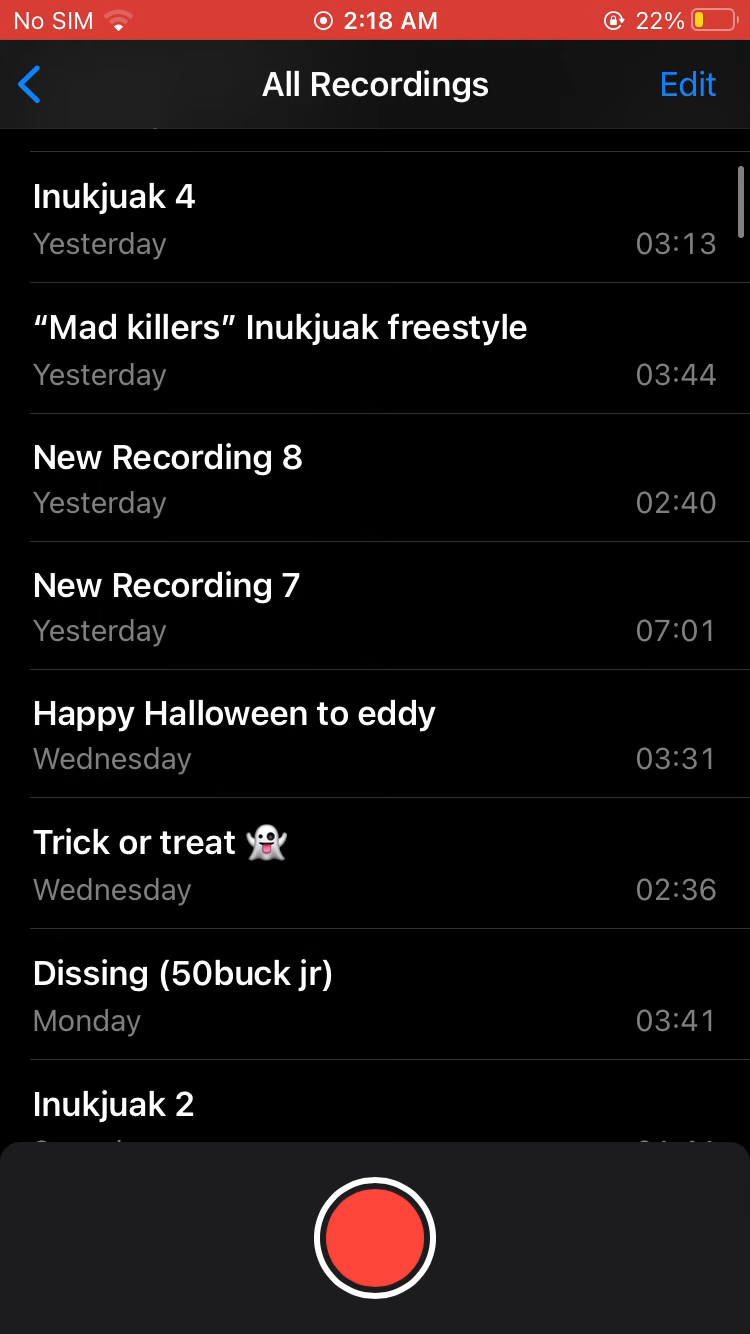 No SIM 2:18 AM 22%
All Recordings Edit
Inukjuak 4
Yesterday 03:13
“Mad killers” Inukjuak freestyle
Yesterday 03:44
New Recording 8
Yesterday 02:40
New Recording 7
Yesterday 07:01
Happy Halloween to eddy
Wednesday 03:31
Trick or treat 👻
Wednesday 02:36
Dissing (50buck jr)
Monday 03:41
Inukjuak 2